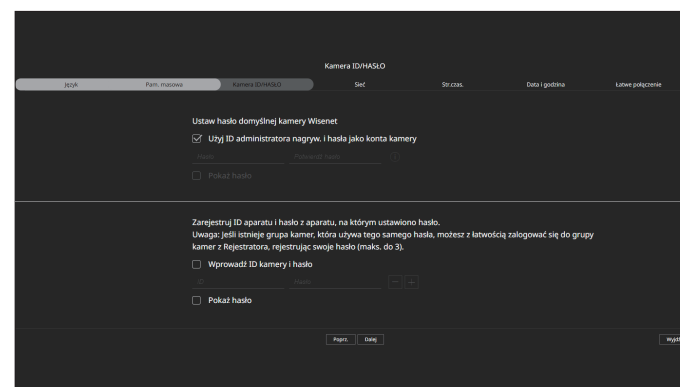 Kamera ID/HASŁO
Język Pam. masowa Kamera ID/HASŁO Sieć Str.czas. Data i godzina Łatwe połączenie
Ustaw hasło domyślnej kamery Wisenet
Użyj ID administratora nagryw. i hasła jako konta kamery
Hasło Potwierdź hasło
Pokaż hasło
Zarejestruj ID aparatu i hasło z aparatu, na którym ustawiono hasło.
Uwaga: Jeśli istnieje grupa kamer, która używa tego samego hasła, możesz z łatwością zalogować się do grupy
kamer z Rejestratora, rejestrując swoje hasło (maks. do 3).
Wprowadź ID kamery i hasło
ID Hasło
Pokaż hasło
Poprz. Dalej